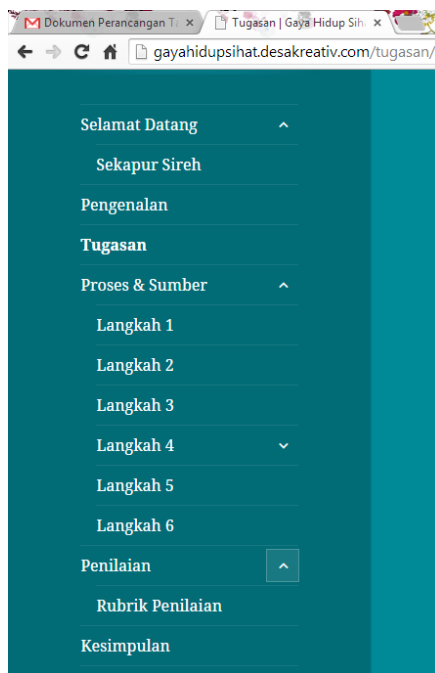 Dokumen Perancangan T
Tugasan | Gaya Hidup Sih
gayahidupsihat.desakreativ.com/tugasan/
Selamat Datang
Sekapur Sireh
Pengenalan
Tugasan
Proses & Sumber
Langkah 1
Langkah 2
Langkah 3
Langkah 4
Langkah 5
Langkah 6
Penilaian
Rubrik Penilaian
Kesimpulan